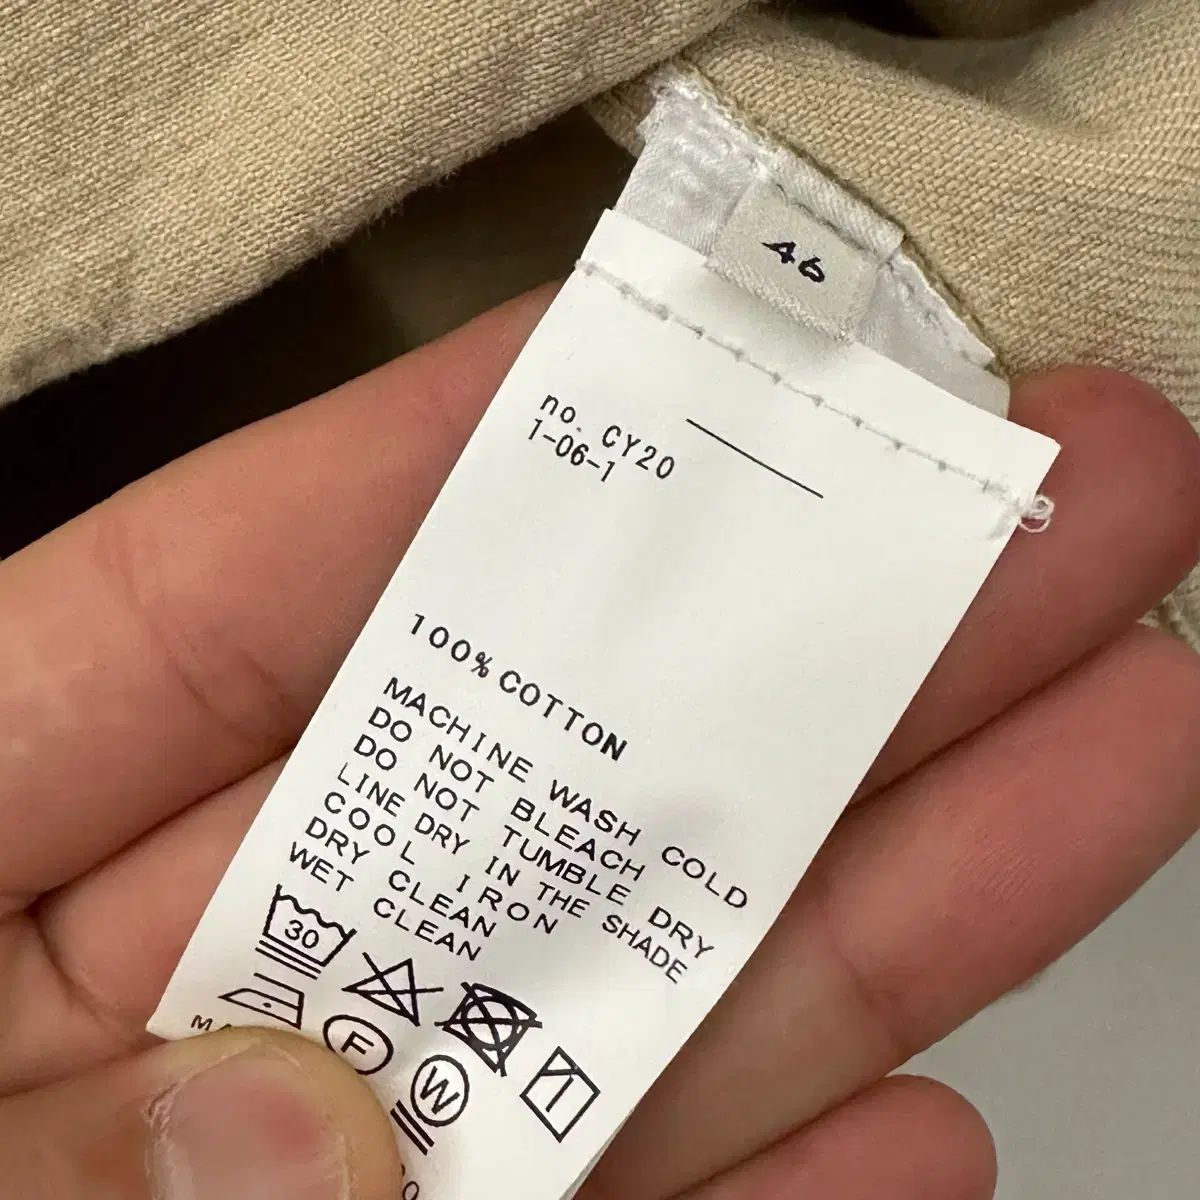 46
no. CY20
1-06-1
100% COTTON
MACHINE WASH COLD
DO NOT BLEACH
DO NOT TUMBLE DRY
LINE DRY IN THE SHADE
COOL IRON
DRY CLEAN
WET CLEAN
30
F
W